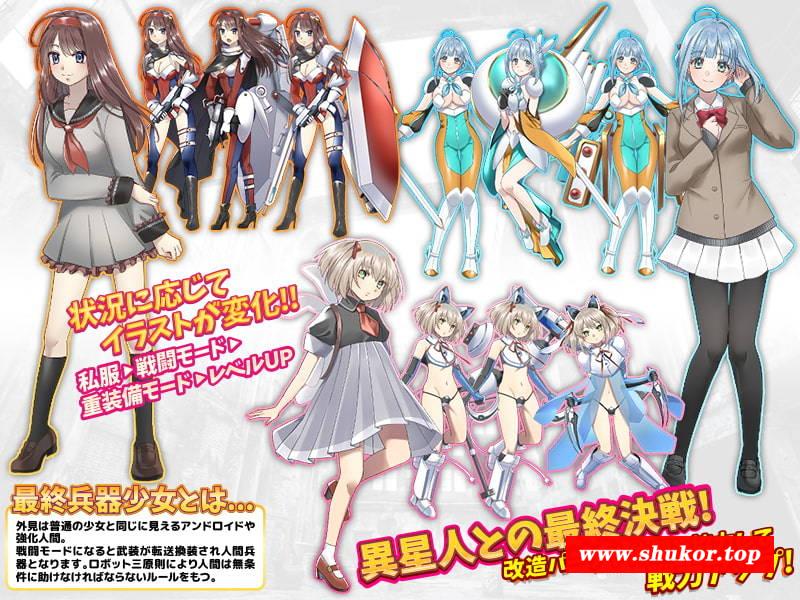 状況に応じて
イラストが変化!!
私服▶戦闘モード▶
重装備モード▶レベルUP
最終兵器少女とは…
外見は普通の少女と同じに見えるアンドロイドや
強化人間。
戦闘モードになると武装が転送換装され人間兵
器となります。ロボット三原則により人間は無条
件に助けなければならないルールをもつ。
異星人との最終決戦!
改造パ
戦力アップ!
www.shukor.top